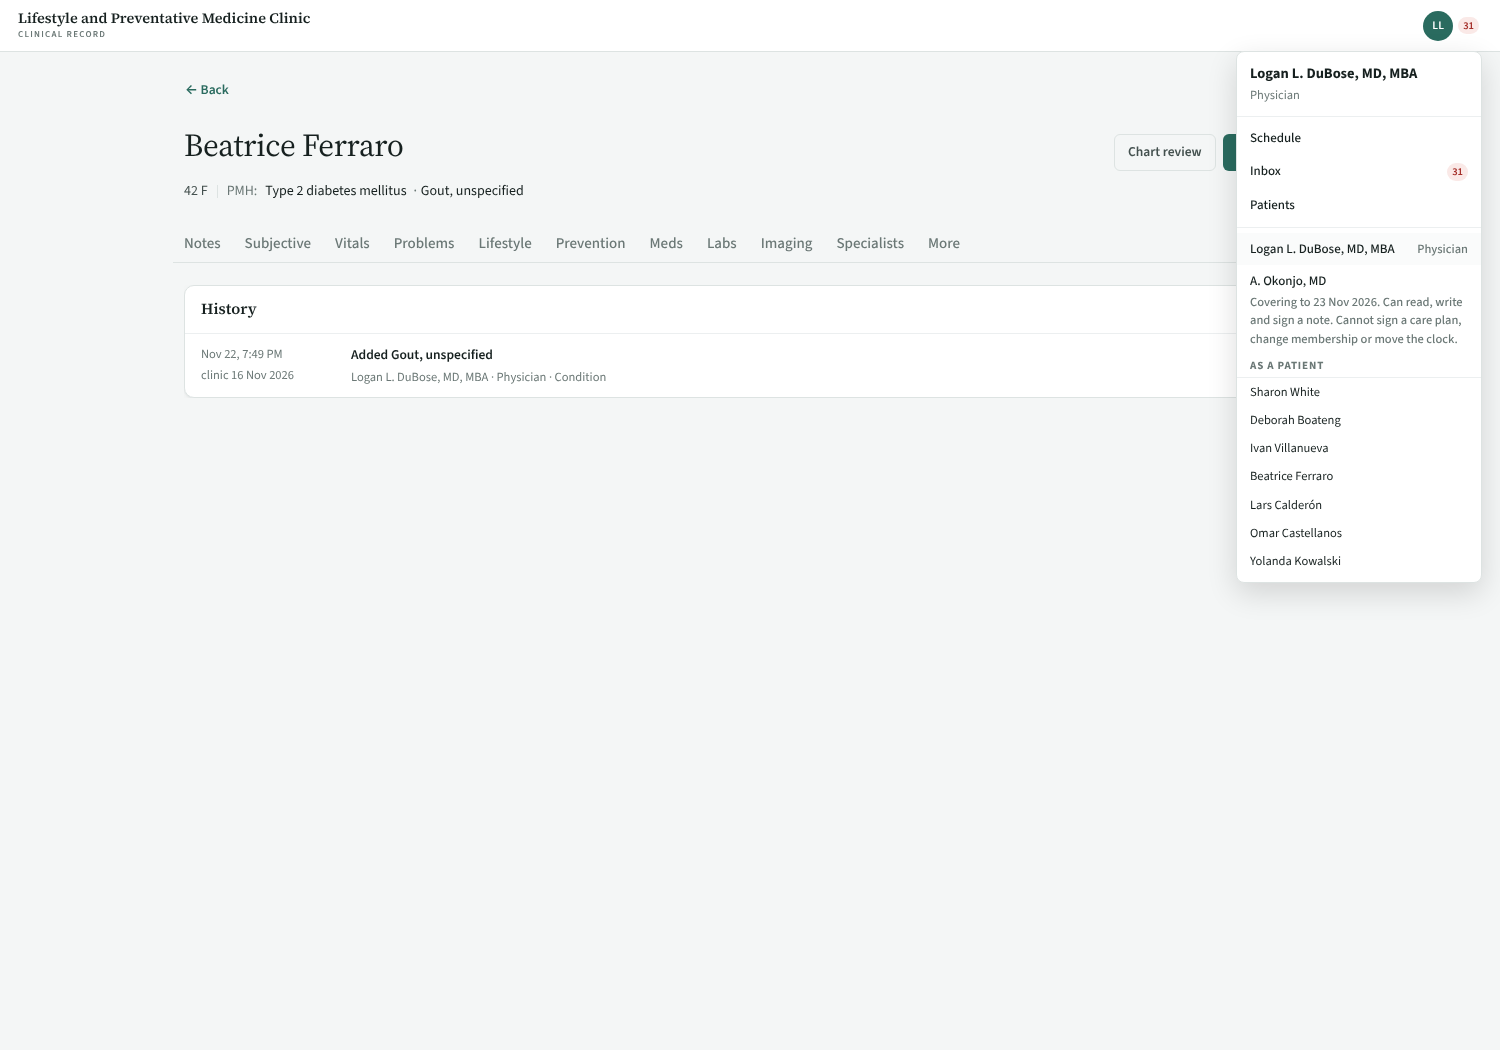 Lifestyle and Preventative Medicine Clinic
CLINICAL RECORD
LL
31
← Back
Beatrice Ferraro
42 F PMH: Type 2 diabetes mellitus · Gout, unspecified
Chart review
Notes Subjective Vitals Problems Lifestyle Prevention Meds Labs Imaging Specialists More
History
Nov 22, 7:49 PM
clinic 16 Nov 2026
Added Gout, unspecified
Logan L. DuBose, MD, MBA · Physician · Condition
Logan L. DuBose, MD, MBA
Physician
Schedule
Inbox 31
Patients
Logan L. DuBose, MD, MBA Physician
A. Okonjo, MD
Covering to 23 Nov 2026. Can read, write
and sign a note. Cannot sign a care plan,
change membership or move the clock.
AS A PATIENT
Sharon White
Deborah Boateng
Ivan Villanueva
Beatrice Ferraro
Lars Calderón
Omar Castellanos
Yolanda Kowalski